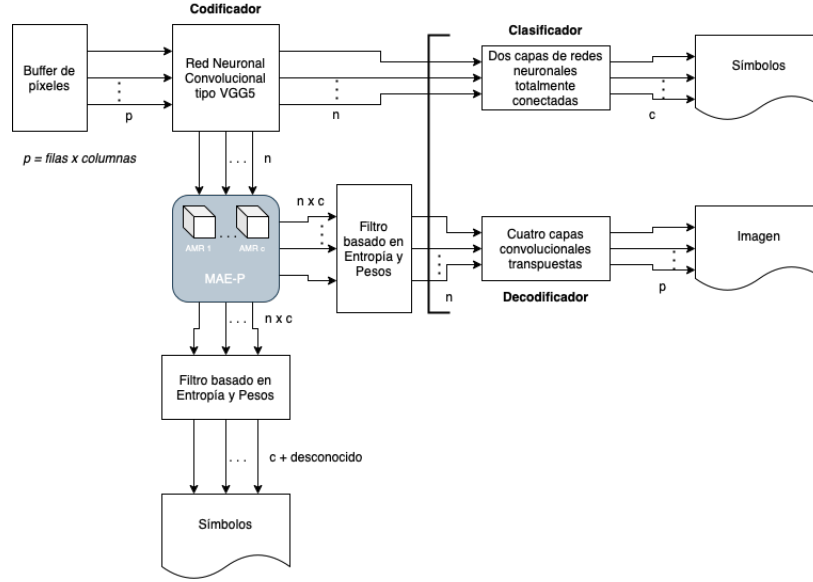 Codificador
Clasificador
Buffer de
píxeles
p
Red Neuronal
Convolucional
tipo VGG5
n
Dos capas de redes
neuronales
totalmente
conectadas
c
Símbolos
p = filas x columnas
. . . n
AMR 1 . . . AMR c
MAE-P
n x c
Filtro
basado en
Entropía y
Pesos
n
Cuatro capas
convolucionales
transpuestas
Decodificador
p
Imagen
. . . n x c
Filtro basado en
Entropía y Pesos
. . . c + desconocido
Símbolos